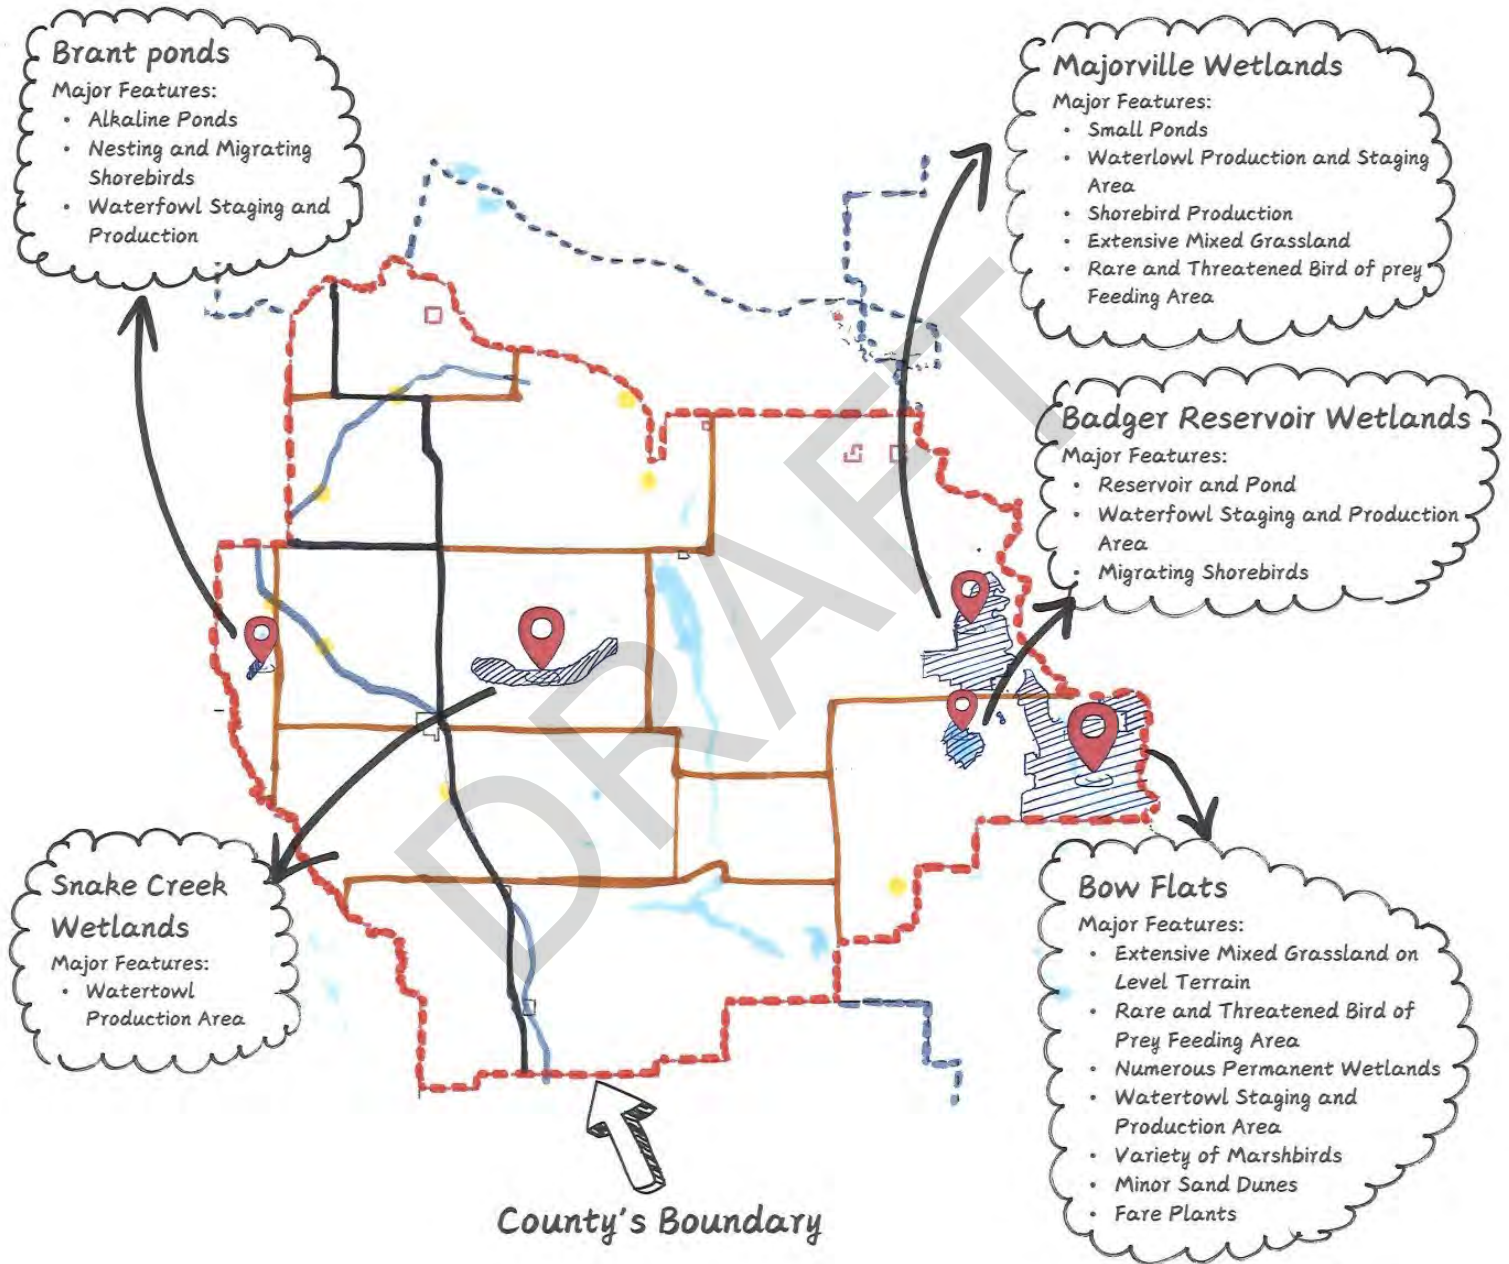 Brant ponds
Major Features:
• Alkaline Ponds
• Nesting and Migrating
Shorebirds
• Waterfowl Staging and
Production
Majorville Wetlands
Major Features:
• Small Ponds
• Waterlowl Production and Staging
Area
• Shorebird Production
• Extensive Mixed Grassland
• Rare and Threatened Bird of prey
Feeding Area
Badger Reservoir Wetlands
Major Features:
• Reservoir and Pond
• Waterfowl Staging and Production
Area
• Migrating Shorebirds
DRAFT
Snake Creek
Wetlands
Major Features:
• Watertowl
Production Area
Bow Flats
Major Features:
• Extensive Mixed Grassland on
Level Terrain
• Rare and Threatened Bird of
Prey Feeding Area
• Numerous Permanent Wetlands
• Watertowl Staging and
Production Area
• Variety of Marshbirds
• Minor Sand Dunes
• Fare Plants
County's Boundary